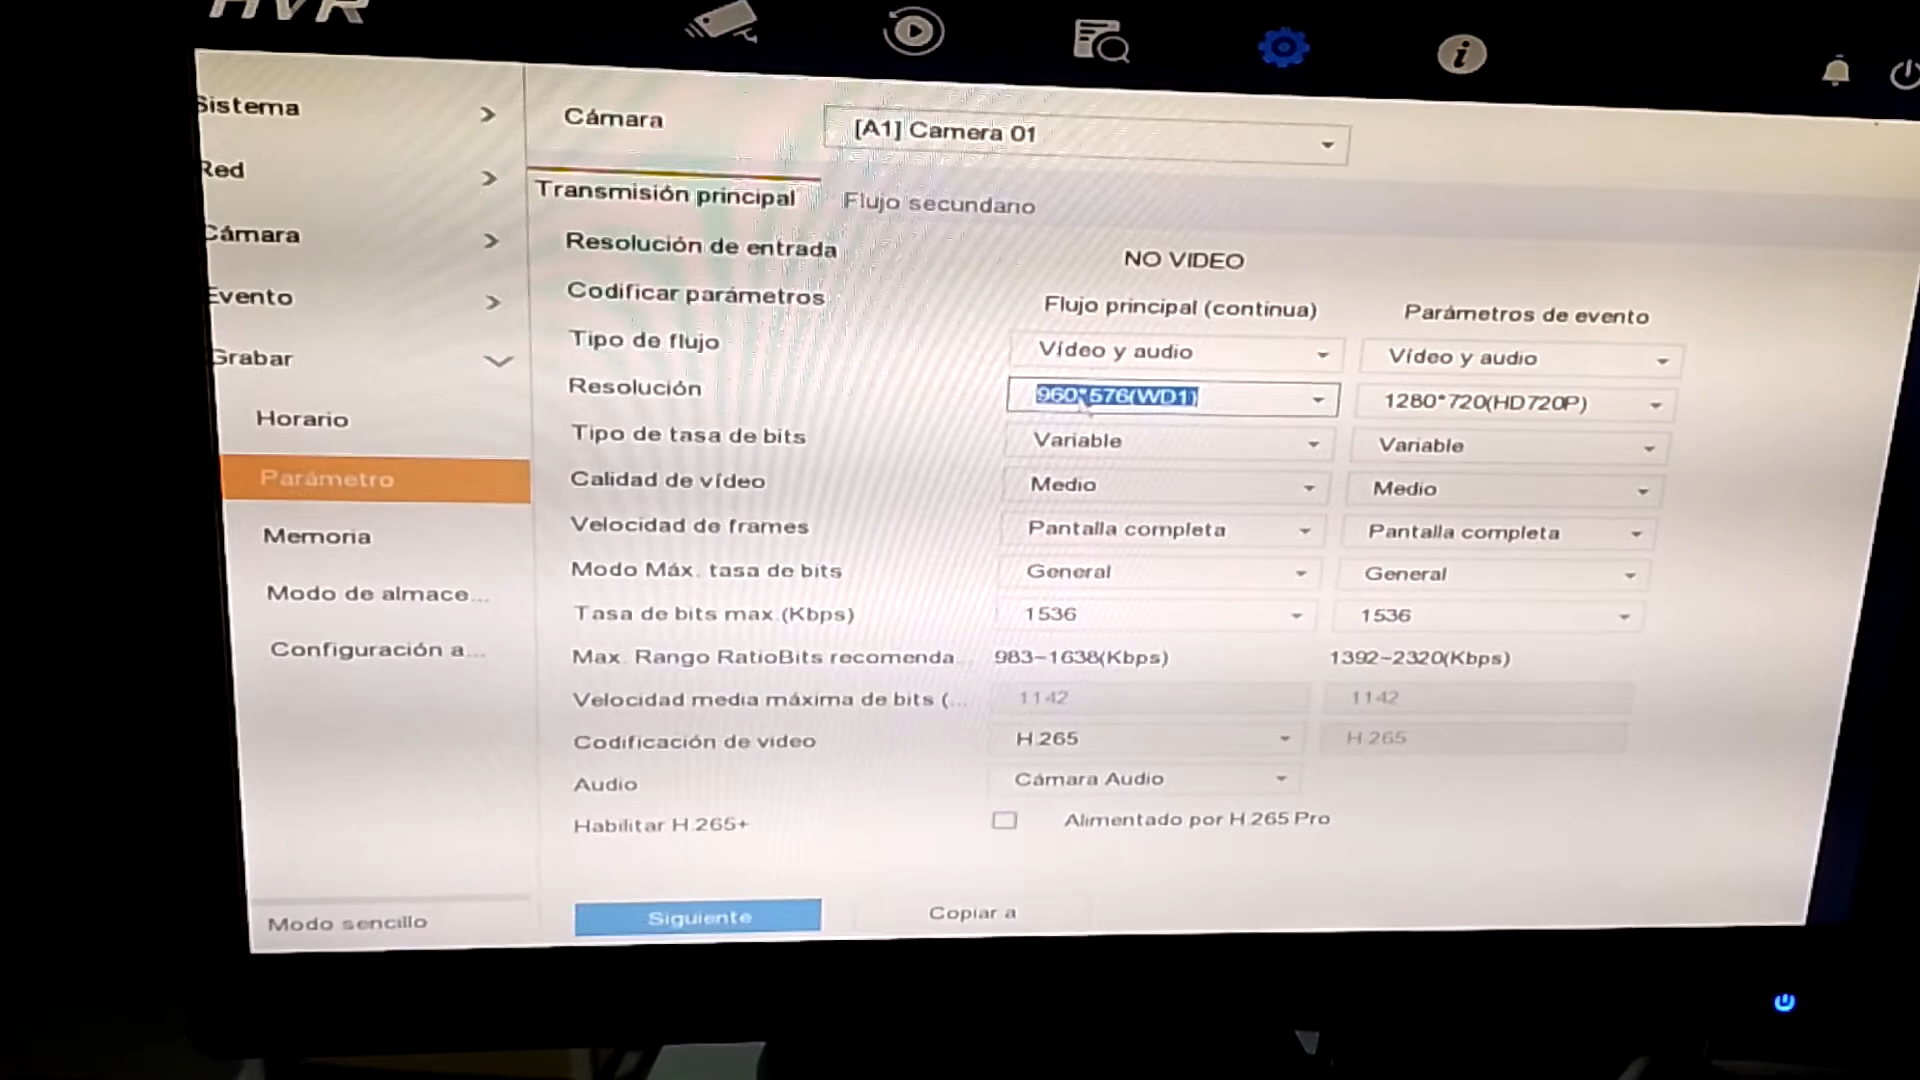 HVR
Sistema
Red
Cámara
Evento
Grabar
Horario
Parámetro
Memoria
Modo de almace...
Configuración a...
Modo sencillo
Cámara [A1] Camera 01
Transmisión principal Flujo secundario
Resolución de entrada NO VIDEO
Codificar parámetros Flujo principal (continua) Parámetros de evento
Tipo de flujo Vídeo y audio Vídeo y audio
Resolución 960*576(WD1) 1280*720(HD720P)
Tipo de tasa de bits Variable Variable
Calidad de vídeo Medio Medio
Velocidad de frames Pantalla completa Pantalla completa
Modo Máx. tasa de bits General General
Tasa de bits max.(Kbps) 1536 1536
Max. Rango RatioBits recomenda... 983~1638(Kbps) 1392~2320(Kbps)
Velocidad media máxima de bits (... 1142 1142
Codificación de video H.265 H.265
Audio Cámara Audio
Habilitar H.265+ Alimentado por H.265 Pro
Siguiente Copiar a